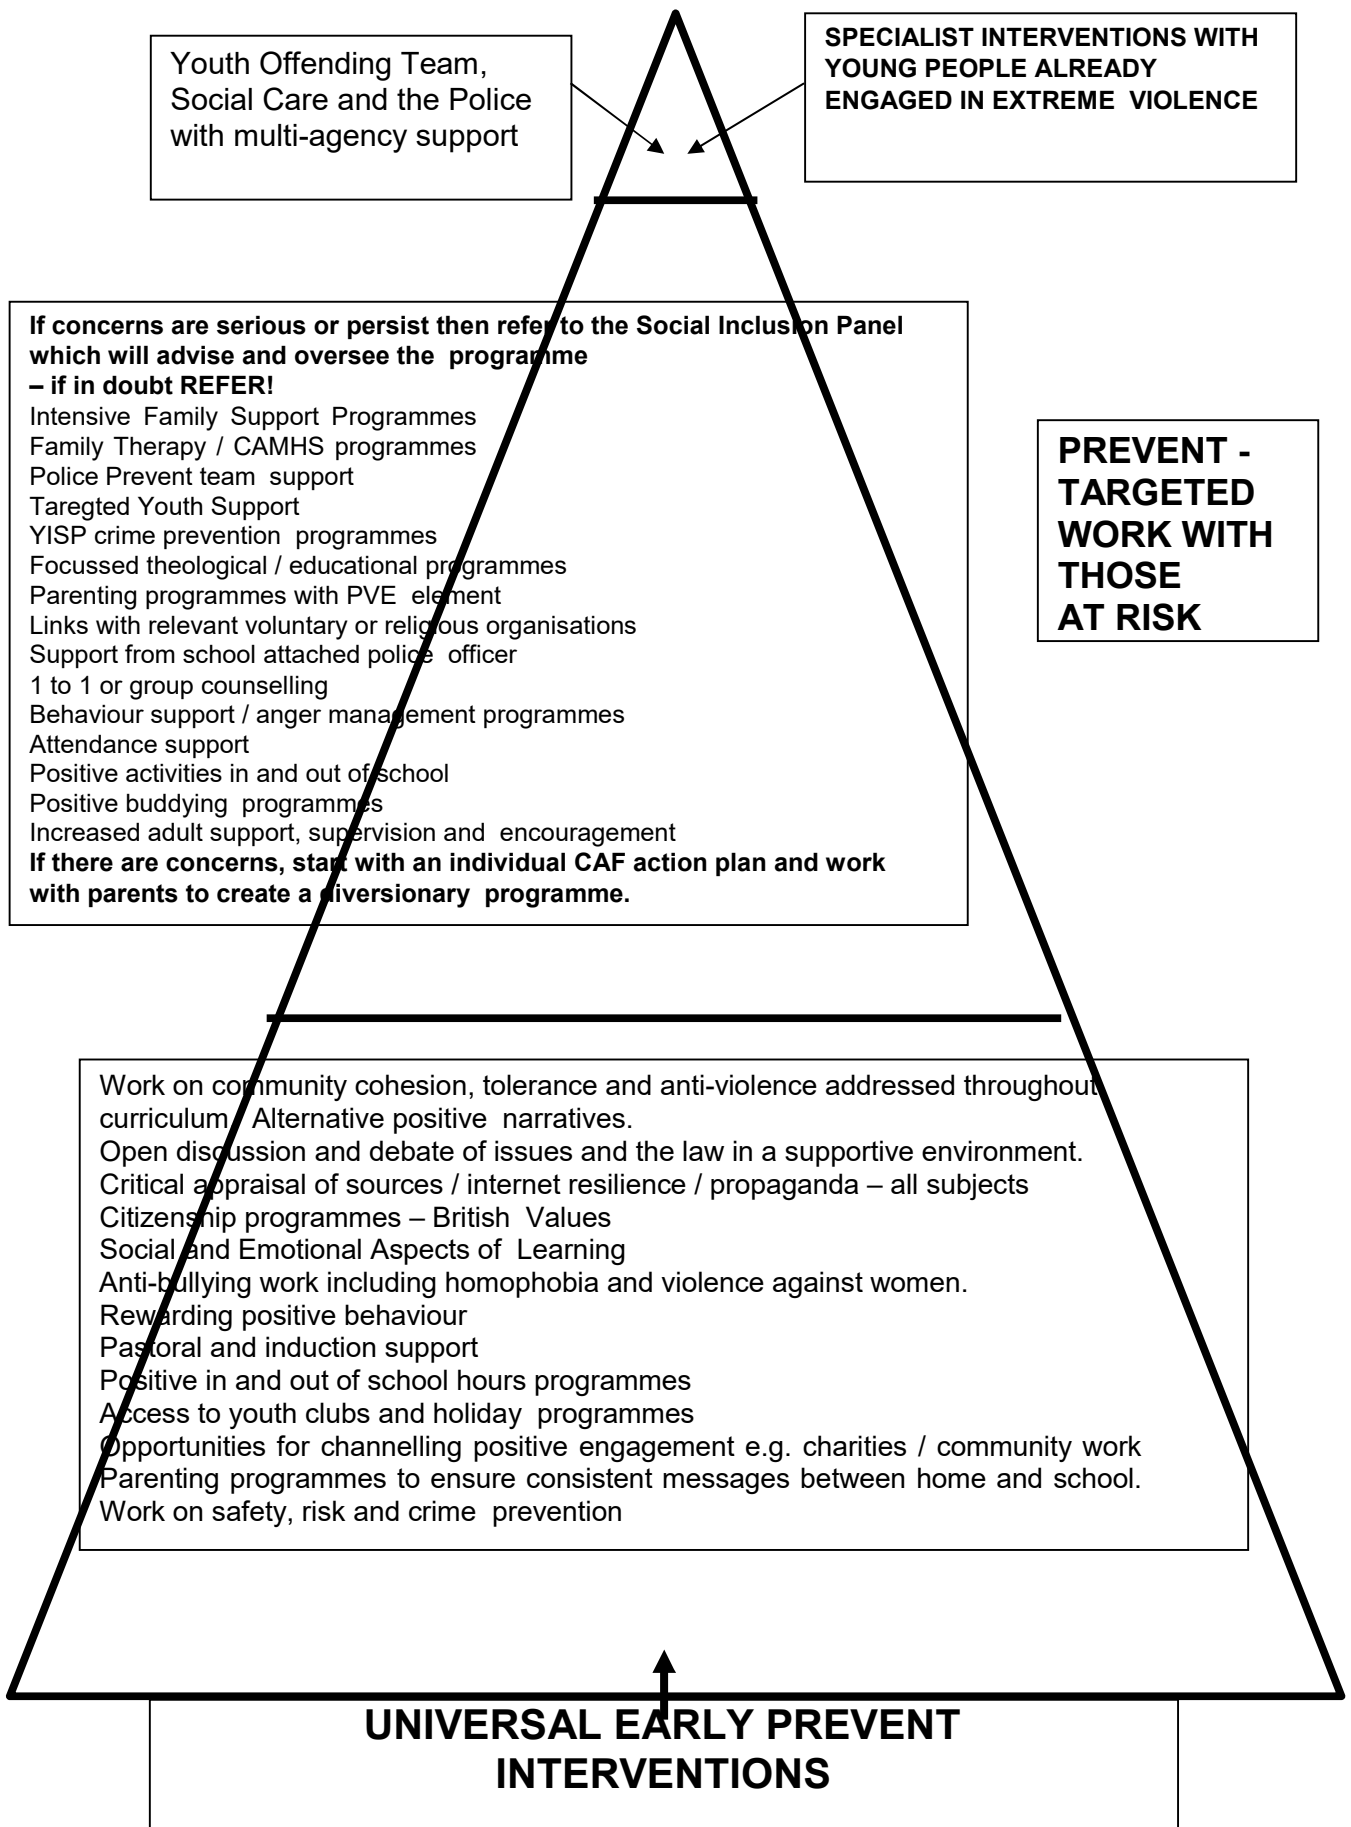 Youth Offending Team,
Social Care and the Police
with multi-agency support
SPECIALIST INTERVENTIONS WITH
YOUNG PEOPLE ALREADY
ENGAGED IN EXTREME VIOLENCE
If concerns are serious or persist then refer to the Social Inclusion Panel
which will advise and oversee the programme
– if in doubt REFER!
Intensive Family Support Programmes
Family Therapy / CAMHS programmes
Police Prevent team support
Taregted Youth Support
YISP crime prevention programmes
Focussed theological / educational programmes
Parenting programmes with PVE element
Links with relevant voluntary or religious organisations
Support from school attached police officer
1 to 1 or group counselling
Behaviour support / anger management programmes
Attendance support
Positive activities in and out of school
Positive buddying programmes
Increased adult support, supervision and encouragement
If there are concerns, start with an individual CAF action plan and work
with parents to create a diversionary programme.
PREVENT -
TARGETED
WORK WITH
THOSE
AT RISK
Work on community cohesion, tolerance and anti-violence addressed throughout
curriculum. Alternative positive narratives.
Open discussion and debate of issues and the law in a supportive environment.
Critical appraisal of sources / internet resilience / propaganda – all subjects
Citizenship programmes – British Values
Social and Emotional Aspects of Learning
Anti-bullying work including homophobia and violence against women.
Rewarding positive behaviour
Pastoral and induction support
Positive in and out of school hours programmes
Access to youth clubs and holiday programmes
Opportunities for channelling positive engagement e.g. charities / community work
Parenting programmes to ensure consistent messages between home and school.
Work on safety, risk and crime prevention
UNIVERSAL EARLY PREVENT
INTERVENTIONS